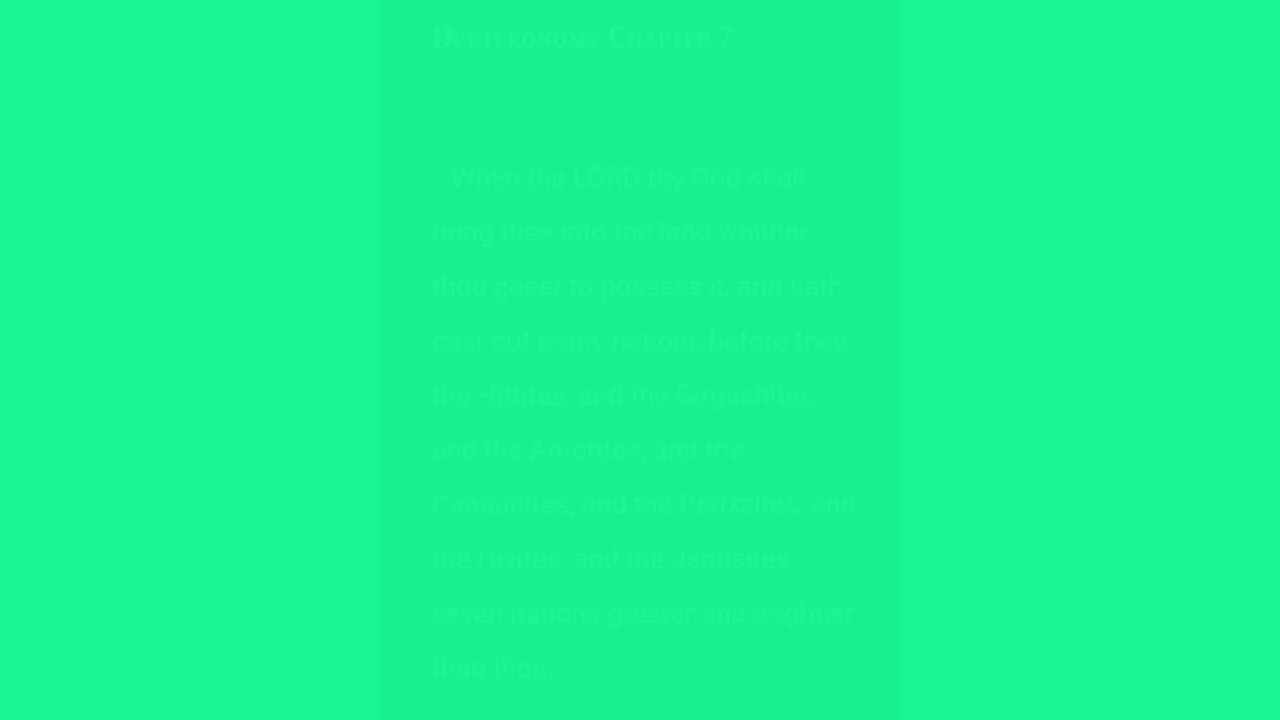 Deuteronomy Chapter 7
1 When the LORD thy God shall
bring thee into the land whither
thou goest to possess it, and hath
cast out many nations before thee,
the Hittites, and the Girgashites,
and the Amorites, and the
Canaanites, and the Perizzites, and
the Hivites, and the Jebusites
seven nations greater and mightier
than thou;